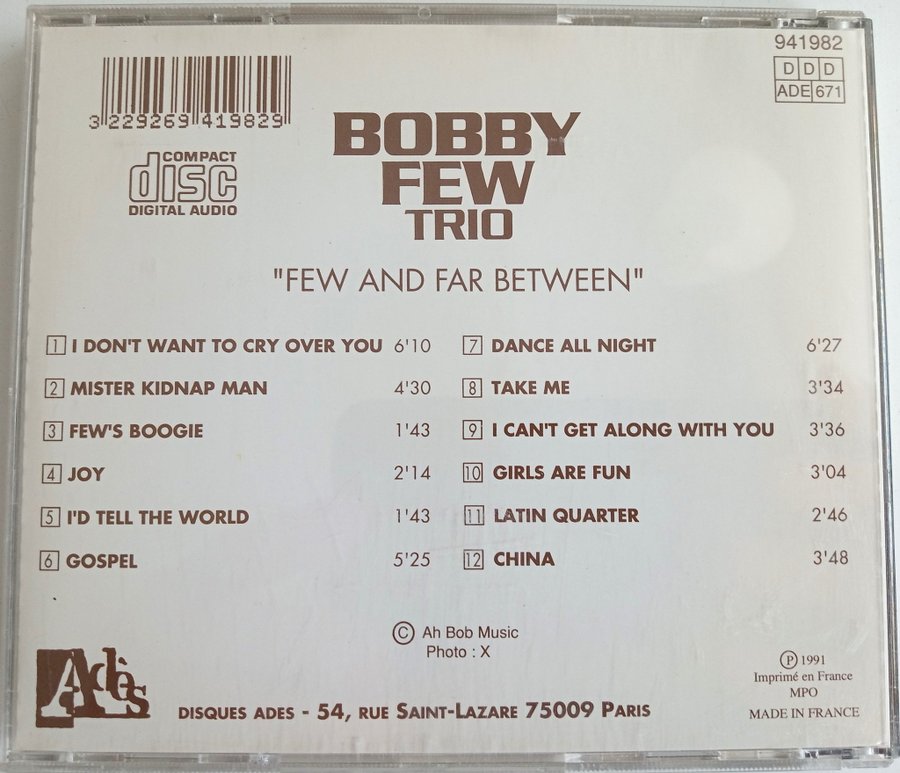 941982
DDD
ADE 671
3 229269 419829
COMPACT
disc
DIGITAL AUDIO
BOBBY
FEW
TRIO
"FEW AND FAR BETWEEN"
1 I DON'T WANT TO CRY OVER YOU 6'10
2 MISTER KIDNAP MAN 4'30
3 FEW'S BOOGIE 1'43
4 JOY 2'14
5 I'D TELL THE WORLD 1'43
6 GOSPEL 5'25
7 DANCE ALL NIGHT 6'27
8 TAKE ME 3'34
9 I CAN'T GET ALONG WITH YOU 3'36
10 GIRLS ARE FUN 3'04
11 LATIN QUARTER 2'46
12 CHINA 3'48
© Ah Bob Music
Photo : X
Adès
DISQUES ADES - 54, RUE SAINT-LAZARE 75009 PARIS
℗ 1991
Imprimé en France
MPO
MADE IN FRANCE